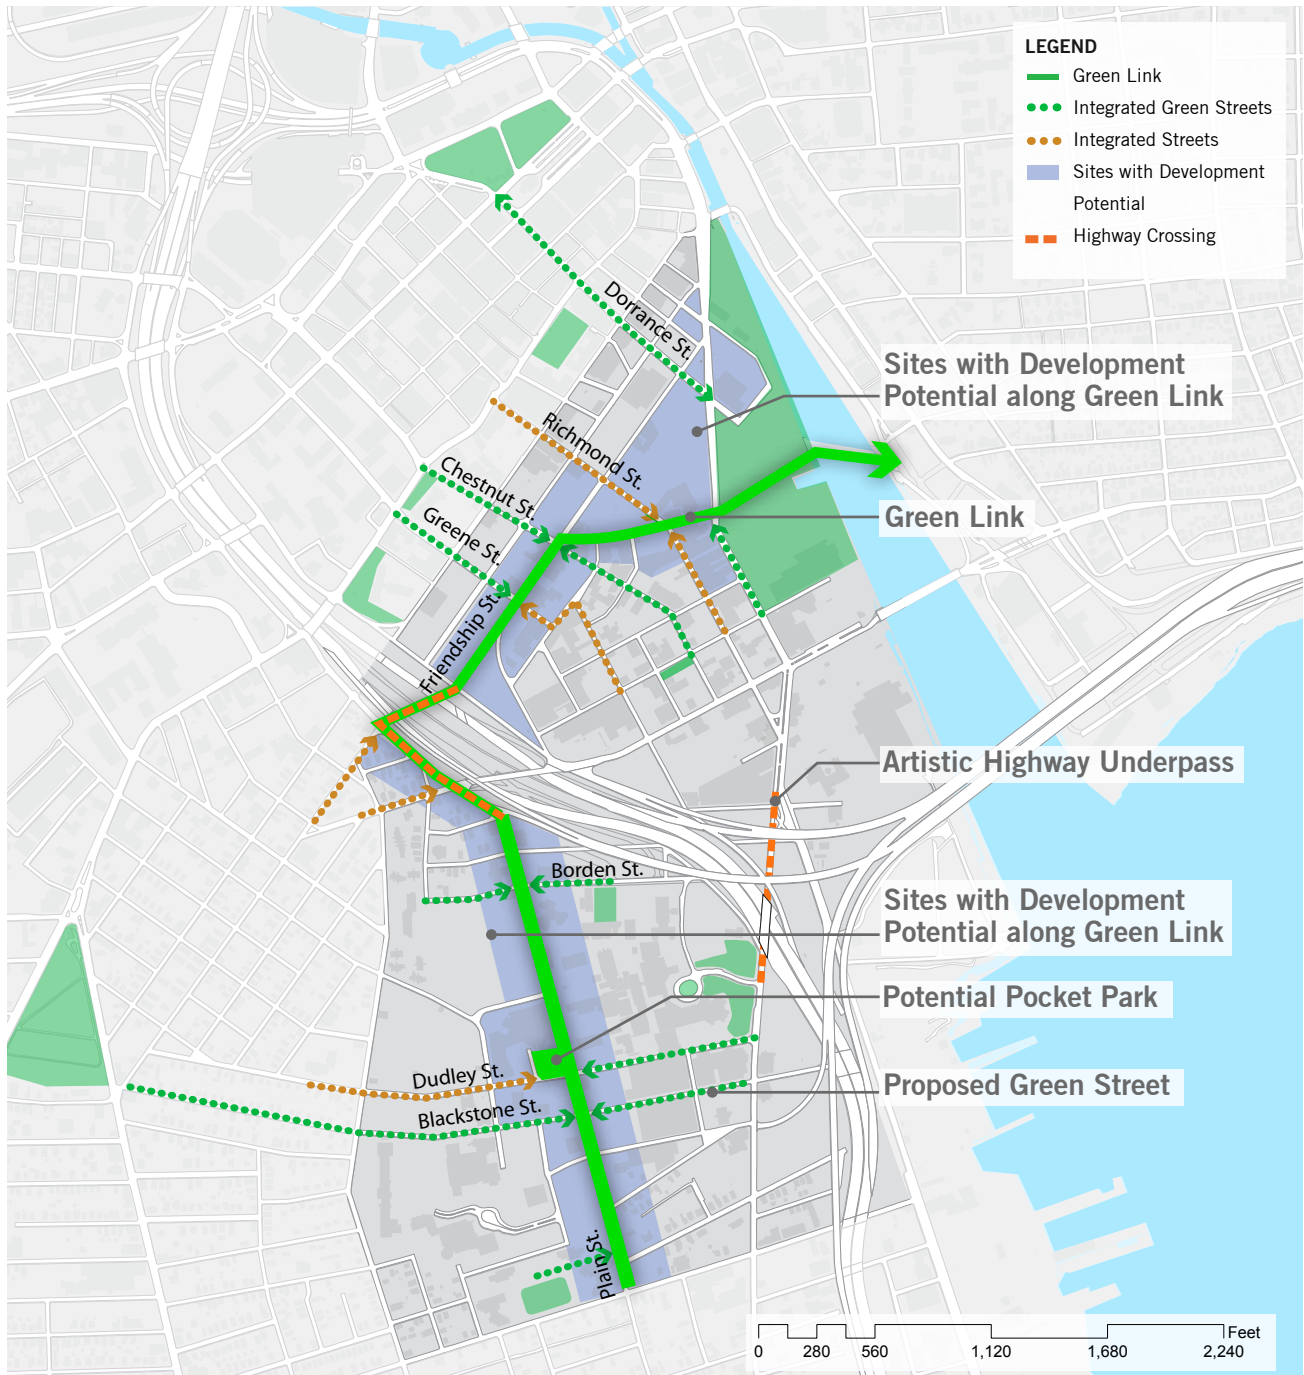 LEGEND
Green Link
Integrated Green Streets
Integrated Streets
Sites with Development
Potential
Highway Crossing
Dorrance St.
Sites with Development
Potential along Green Link
Richmond St.
Chestnut St.
Greene St.
Green Link
Friendship St.
Artistic Highway Underpass
Borden St.
Sites with Development
Potential along Green Link
Potential Pocket Park
Dudley St.
Proposed Green Street
Blackstone St.
Plain St.
Feet
0 280 560 1,120 1,680 2,240